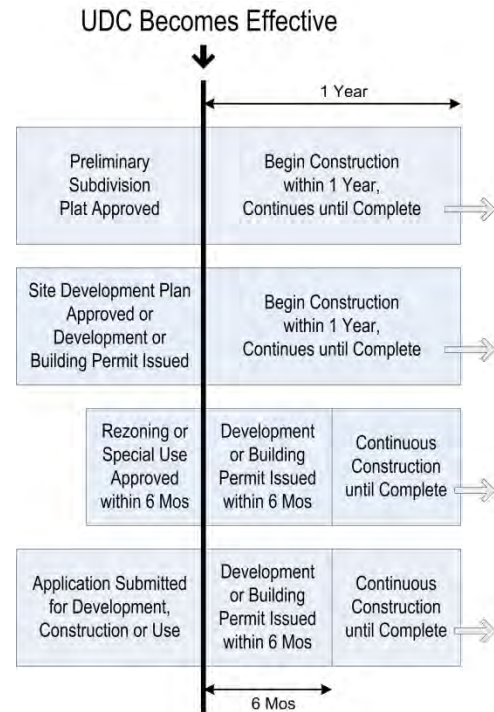 UDC Becomes Effective
1 Year
Preliminary
Subdivision
Plat Approved
Begin Construction
within 1 Year,
Continues until Complete
Site Development Plan
Approved or
Development or
Building Permit Issued
Begin Construction
within 1 Year,
Continues until Complete
Rezoning or
Special Use
Approved
within 6 Mos
Development
or Building
Permit Issued
within 6 Mos
Continuous
Construction
until Complete
Application Submitted
for Development,
Construction or Use
Development
or Building
Permit Issued
within 6 Mos
Continuous
Construction
until Complete
6 Mos